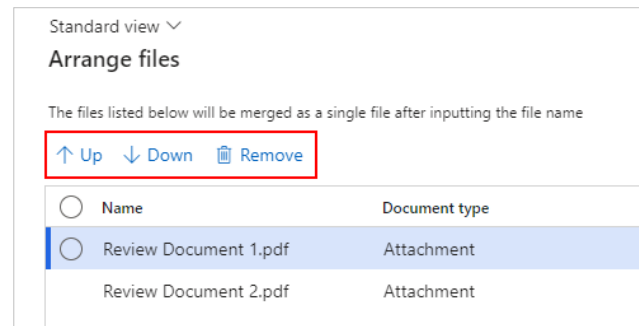 Standard view
Arrange files
The files listed below will be merged as a single file after inputting the file name
Up Down Remove
Name Document type
Review Document 1.pdf Attachment
Review Document 2.pdf Attachment